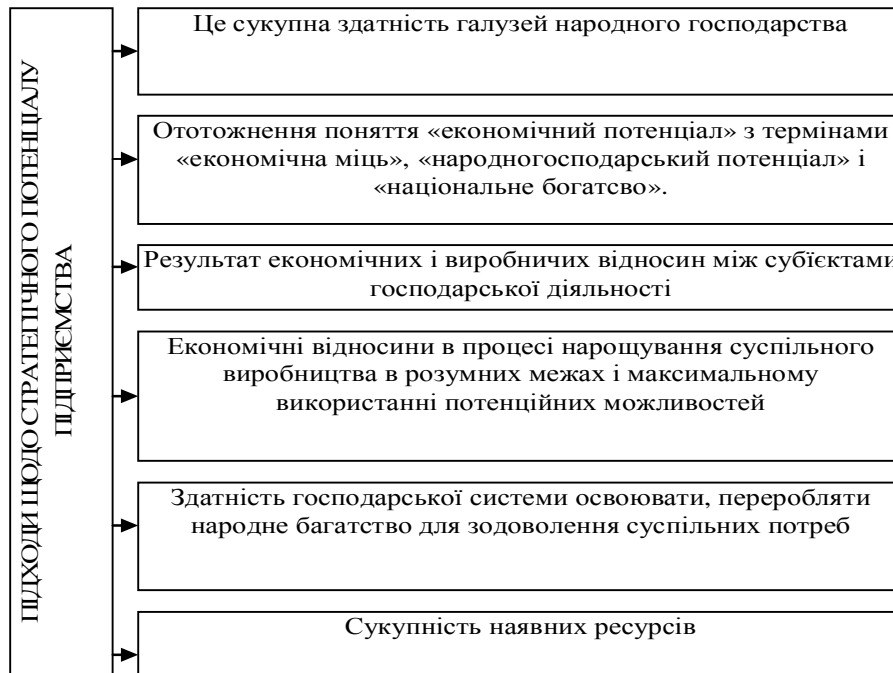 ПІДХОДИ ЩОДО СТРАТЕГІЧНОГО ПОТЕНЦІАЛУ
ПІДПРИЄМСТВА
Це сукупна здатність галузей народного господарства
Ототожнення поняття «економічний потенціал» з термінами
«економічна міць», «народногосподарський потенціал» і
«національне богатсво».
Результат економічних і виробничих відносин між суб'їєктами
господарської діяльності
Економічні відносини в процесі нарощування суспільного
виробництва в розумних межах і максимальному
використанні потенційних можливостей
Здатність господарської системи освоювати, переробляти
народне багатство для зодоволення суспільних потреб
Сукупність наявних ресурсів